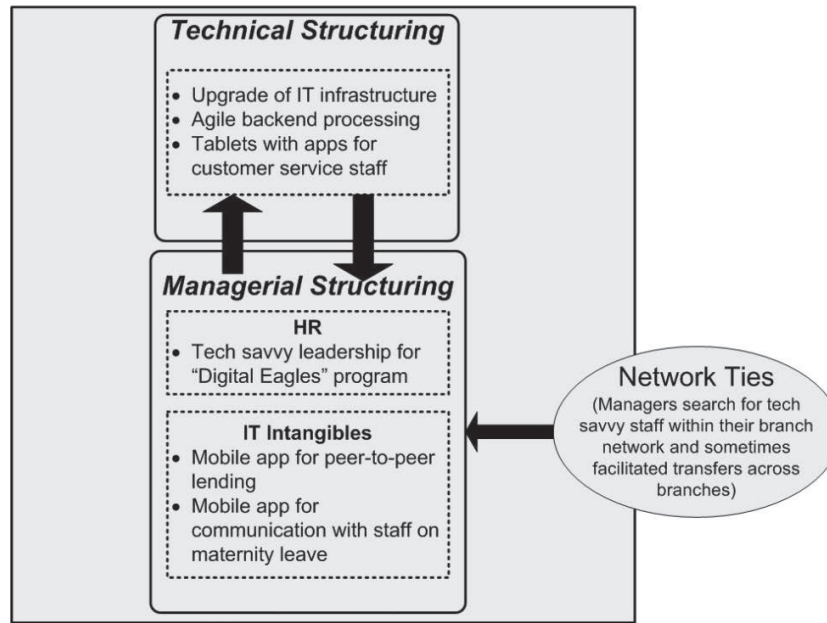 Technical Structuring
• Upgrade of IT infrastructure
• Agile backend processing
• Tablets with apps for
customer service staff
Managerial Structuring
HR
• Tech savvy leadership for
“Digital Eagles” program
IT Intangibles
• Mobile app for peer-to-peer
lending
• Mobile app for
communication with staff on
maternity leave
Network Ties
(Managers search for tech
savvy staff within their branch
network and sometimes
facilitated transfers across
branches)